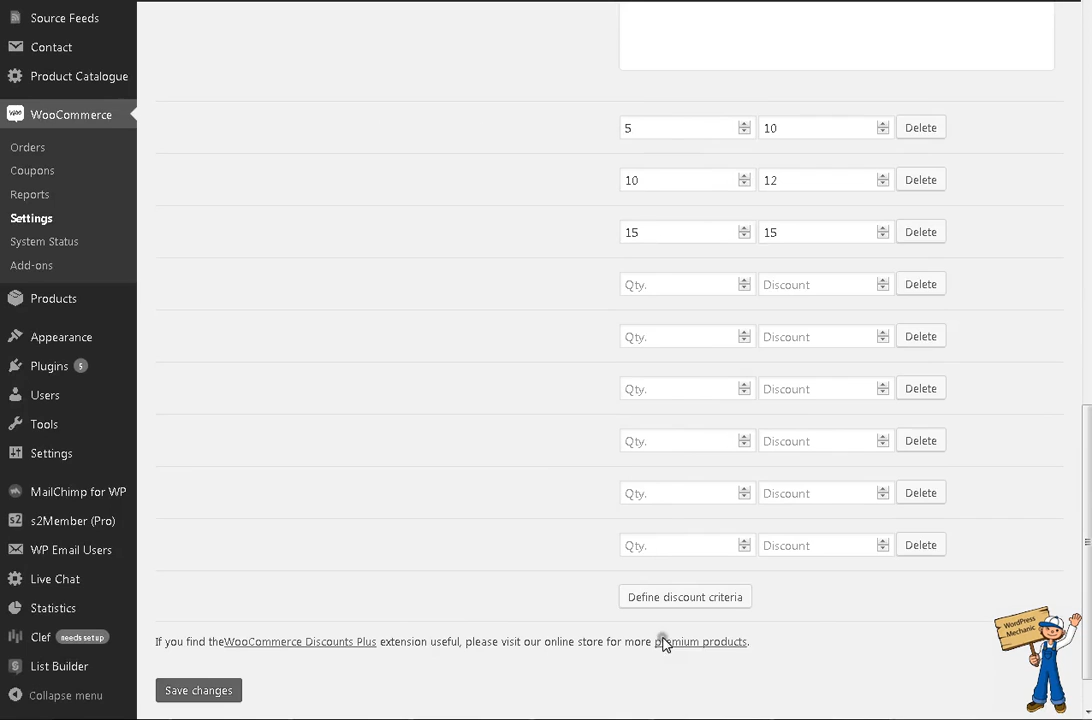 Source Feeds
Contact
Product Catalogue
WooCommerce
Orders
Coupons
Reports
Settings
System Status
Add-ons
Products
Appearance
Plugins 5
Users
Tools
Settings
MailChimp for WP
s2Member (Pro)
WP Email Users
Live Chat
Statistics
Clef needs setup
List Builder
Collapse menu
5 10 Delete
10 12 Delete
15 15 Delete
Qty. Discount Delete
Qty. Discount Delete
Qty. Discount Delete
Qty. Discount Delete
Qty. Discount Delete
Qty. Discount Delete
Define discount criteria
If you find theWooCommerce Discounts Plus extension useful, please visit our online store for more premium products.
Save changes
WordPress
Mechanic